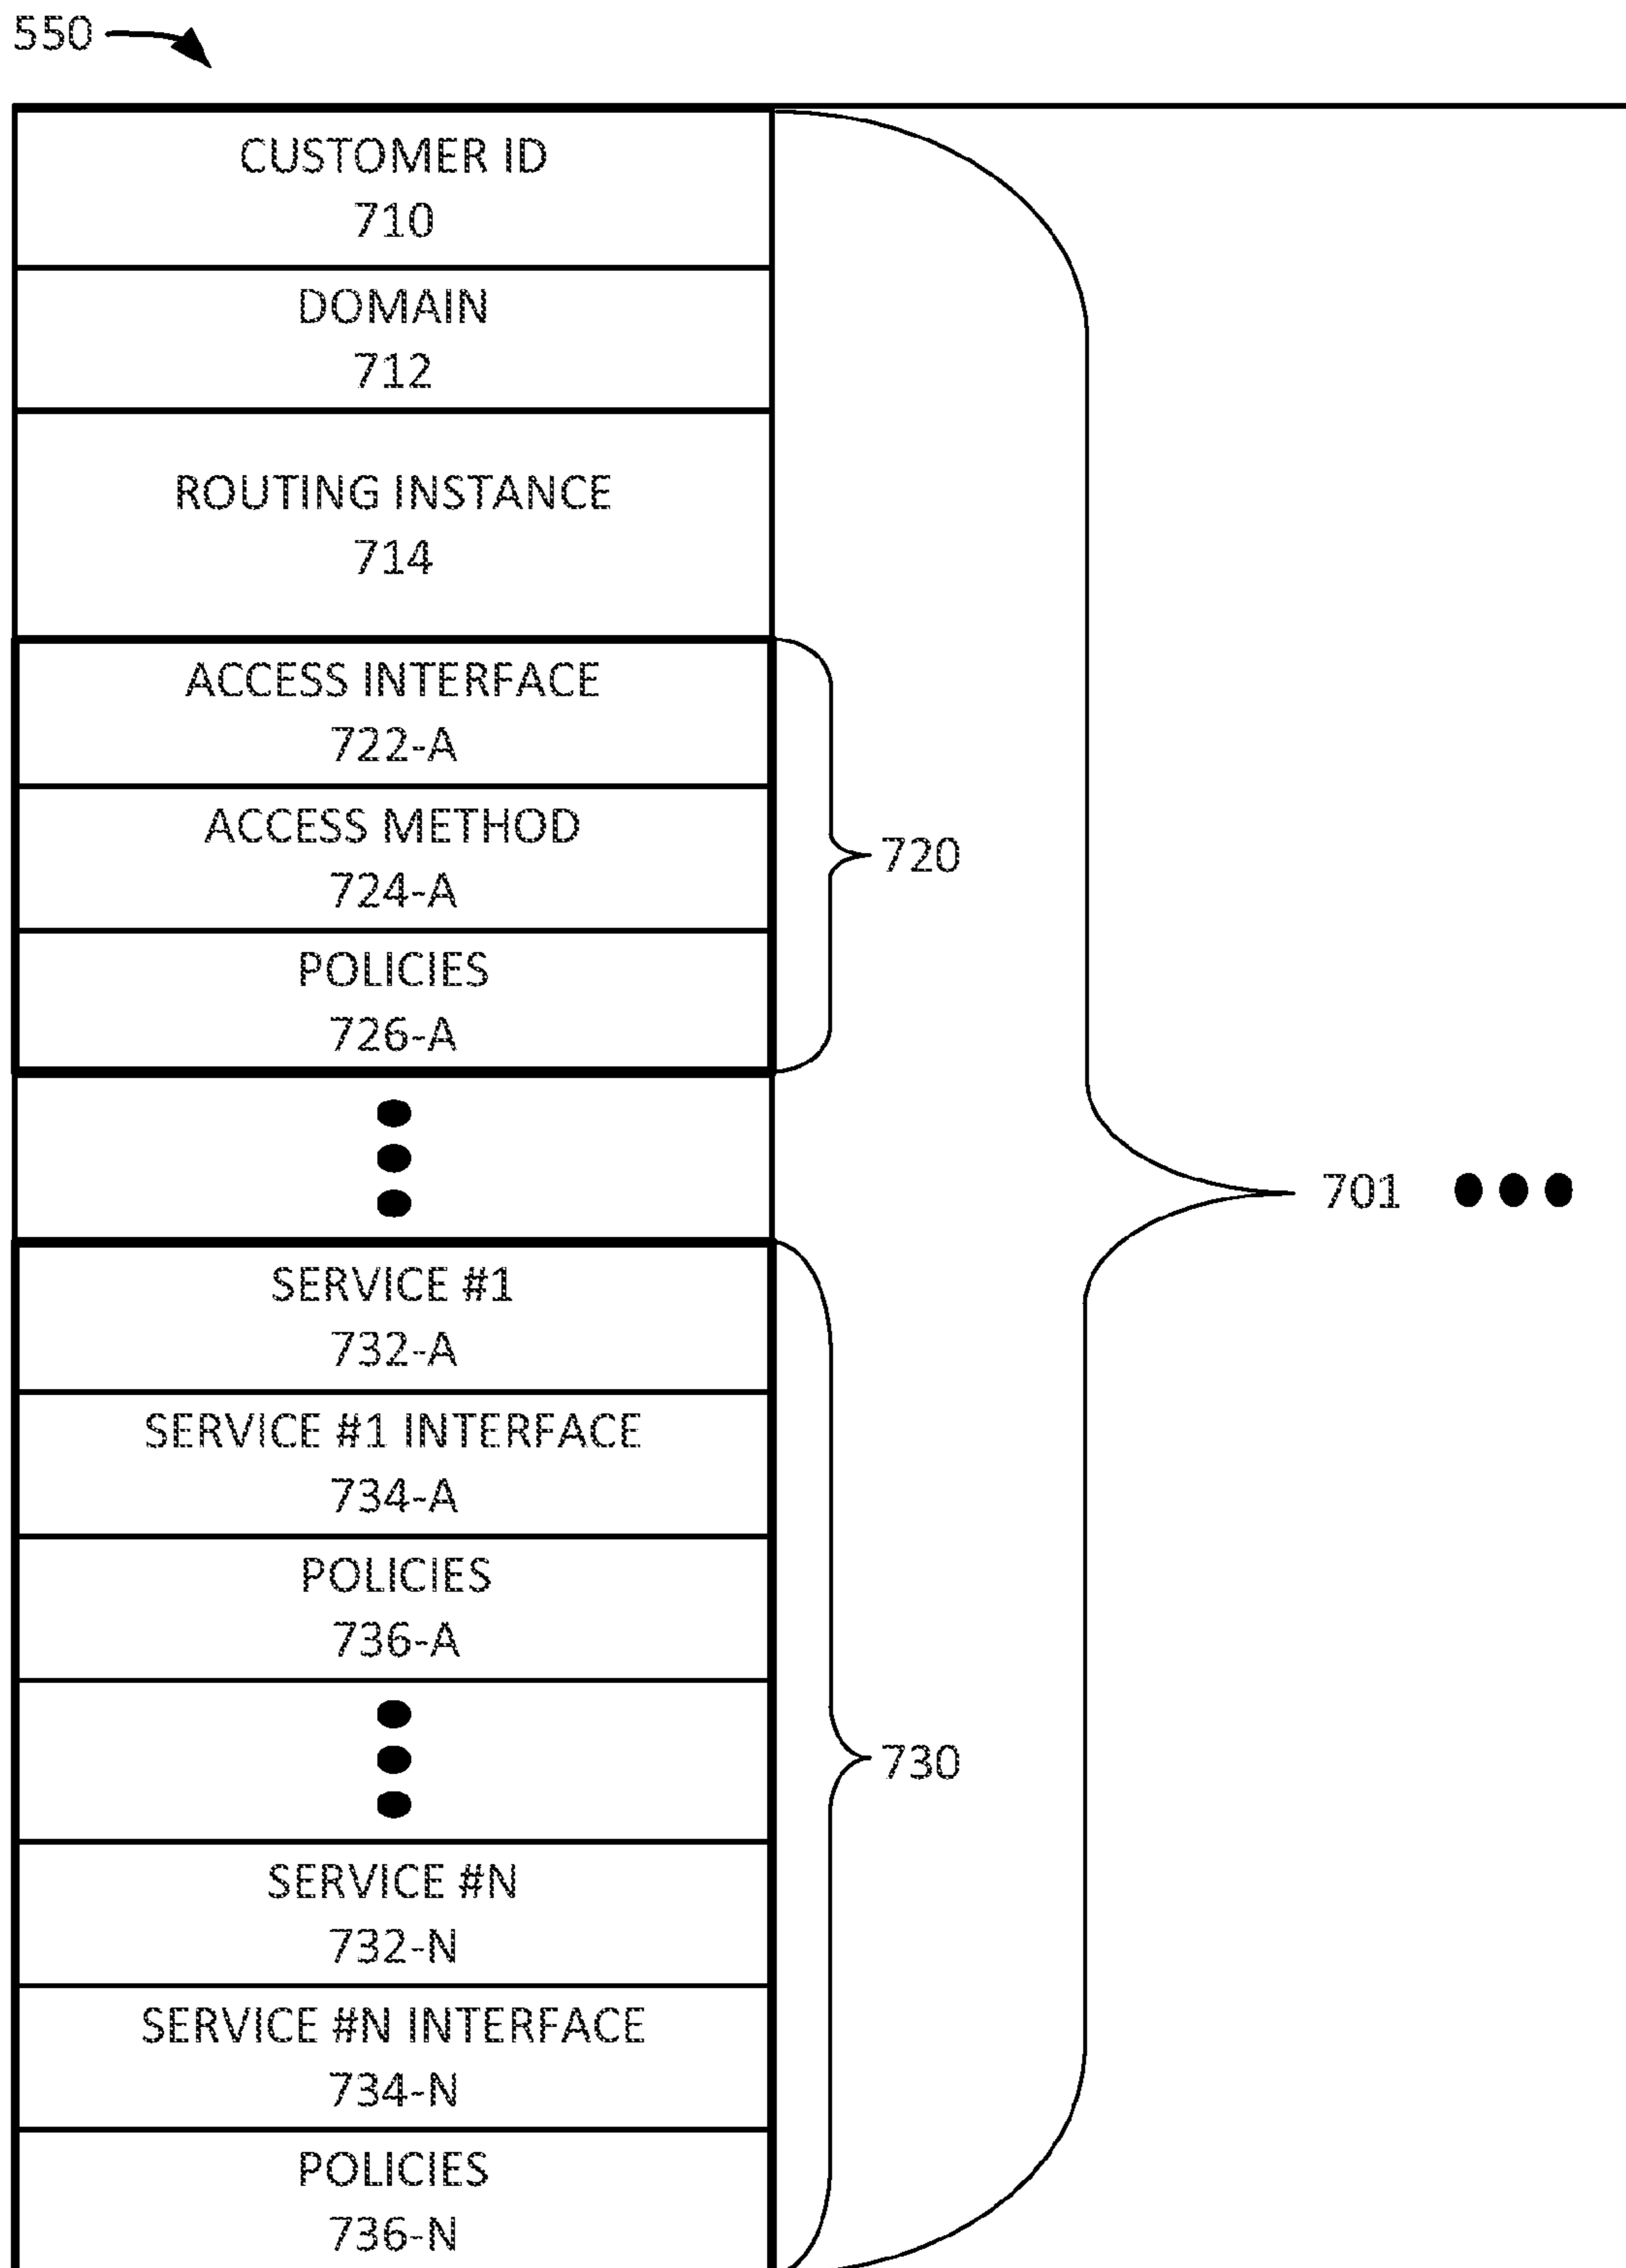 550
CUSTOMER ID
710
DOMAIN
712
ROUTING INSTANCE
714
ACCESS INTERFACE
722-A
ACCESS METHOD
724-A
720
POLICIES
726-A
701
SERVICE #1
732-A
SERVICE #1 INTERFACE
734-A
POLICIES
736-A
730
SERVICE #N
732-N
SERVICE #N INTERFACE
734-N
POLICIES
736-N